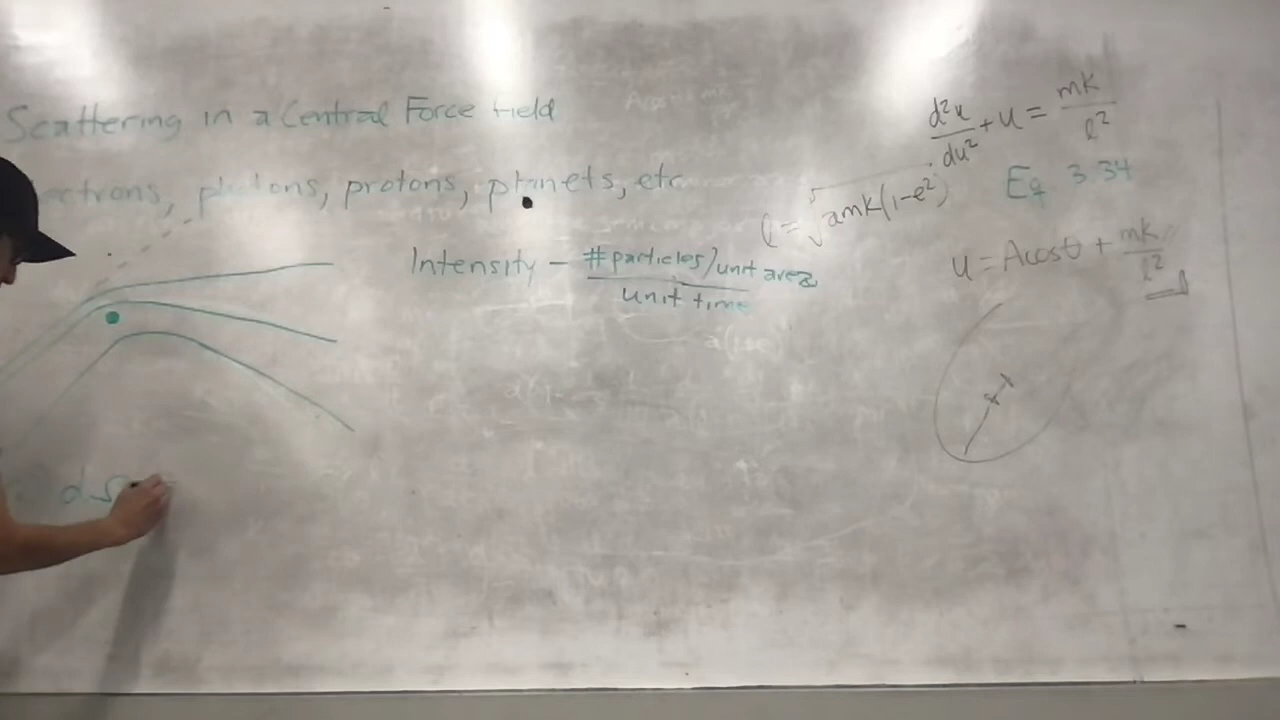 Scattering in a Central Force Field
ectrons, photons, protons, planets, etc
Intensity - #particles/unit area
unit time
d²u/du² + u = mk/l²
l = √amk(1-e²)
Eq 3.34
u = Acosθ + mk/l²